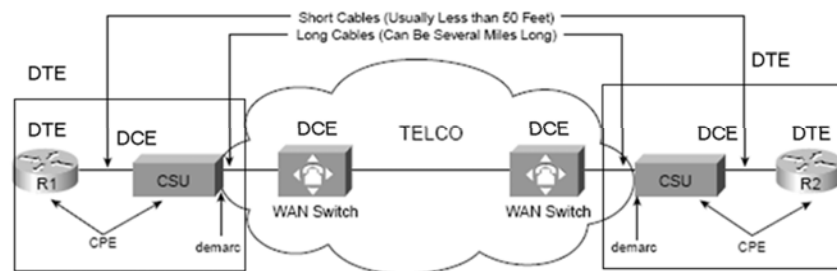 Short Cables (Usually Less than 50 Feet)
Long Cables (Can Be Several Miles Long)
DTE
DTE
DTE
DCE
DCE
TELCO
DCE
DCE
DTE
R1
CSU
CSU
R2
WAN Switch
WAN Switch
CPE
demarc
demarc
CPE